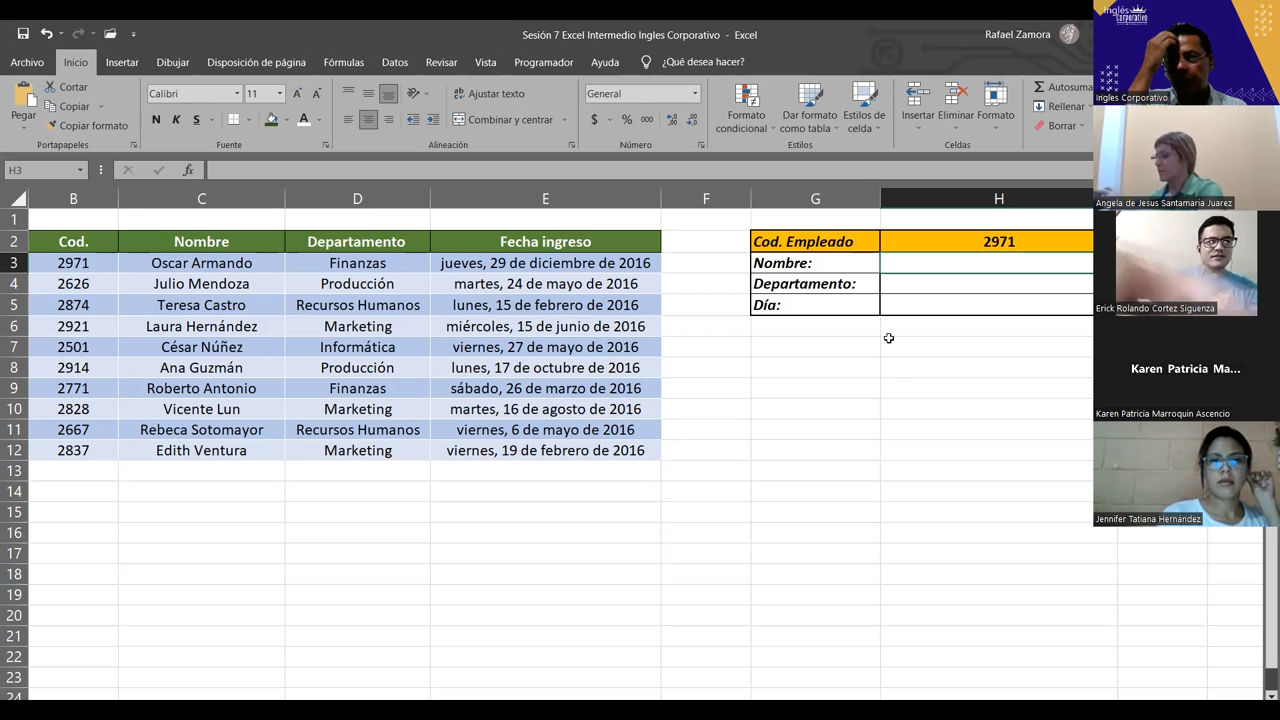 Sesión 7 Excel Intermedio Ingles Corporativo - Excel
Rafael Zamora
Archivo Inicio Insertar Dibujar Disposición de página Fórmulas Datos Revisar Vista Programador Ayuda ¿Qué desea hacer?
Pegar
Cortar
Copiar
Copiar formato
Portapapeles
Calibri 11
N K S
Fuente
Ajustar texto
Combinar y centrar
Alineación
General
$ % 000
Número
Formato condicional
Dar formato como tabla
Estilos de celda
Estilos
Insertar Eliminar Formato
Celdas
Autosuma
Rellenar
Borrar
H3
fx
B C D E F G H
1
2 Cod. Nombre Departamento Fecha ingreso Cod. Empleado 2971
3 2971 Oscar Armando Finanzas jueves, 29 de diciembre de 2016 Nombre:
4 2626 Julio Mendoza Producción martes, 24 de mayo de 2016 Departamento:
5 2874 Teresa Castro Recursos Humanos lunes, 15 de febrero de 2016 Día:
6 2921 Laura Hernández Marketing miércoles, 15 de junio de 2016
7 2501 César Núñez Informática viernes, 27 de mayo de 2016
8 2914 Ana Guzmán Producción lunes, 17 de octubre de 2016
9 2771 Roberto Antonio Finanzas sábado, 26 de marzo de 2016
10 2828 Vicente Lun Marketing martes, 16 de agosto de 2016
11 2667 Rebeca Sotomayor Recursos Humanos viernes, 6 de mayo de 2016
12 2837 Edith Ventura Marketing viernes, 19 de febrero de 2016
13
14
15
16
17
18
19
20
21
22
23
24
Inglés
Corporativo
Ingles Corporativo
Angela de Jesus Santamaria Juarez
Erick Rolando Cortez Siguenza
Karen Patricia Ma...
Karen Patricia Marroquin Ascencio
Jennifer Tatiana Hernández